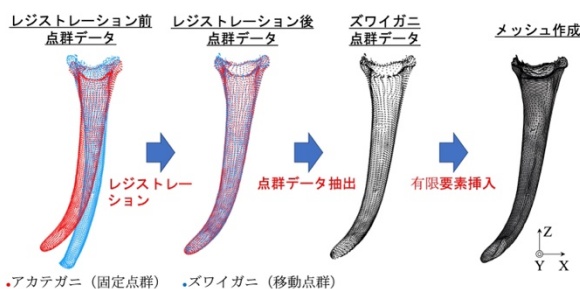 レジストレーション前
点群データ
レジストレーション後
点群データ
ズワイガニ
点群データ
メッシュ作成
レジストレー
ション
点群データ抽出
有限要素挿入
Z
Y
X
•アカテガニ（固定点群）
•ズワイガニ（移動点群）